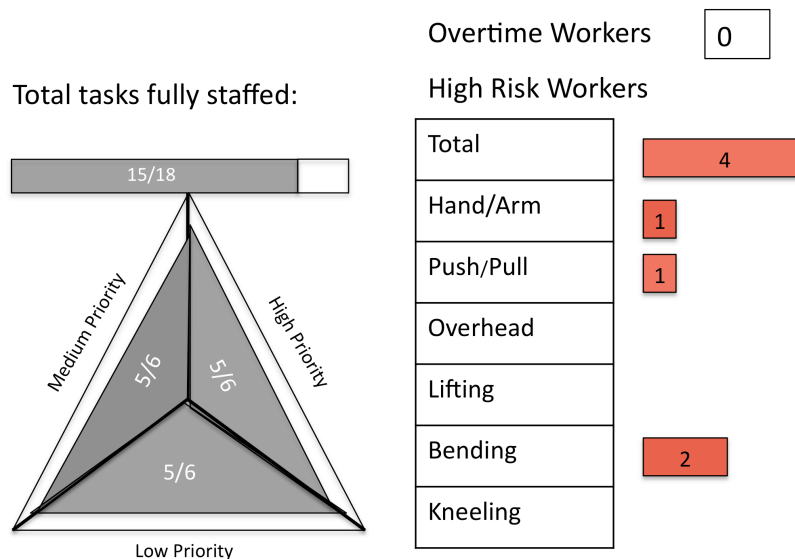 Overtime Workers 0
Total tasks fully staffed:
High Risk Workers
15/18
Medium Priority
High Priority
5/6
5/6
5/6
Low Priority
Total 4
Hand/Arm 1
Push/Pull 1
Overhead
Lifting
Bending 2
Kneeling